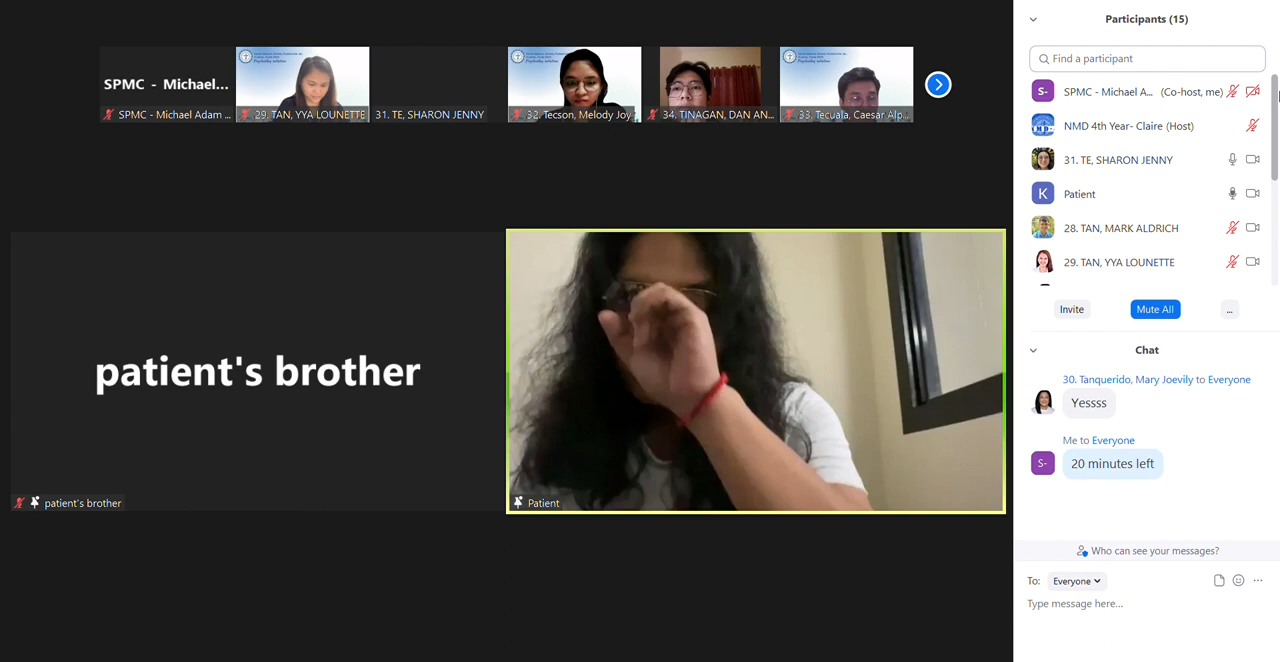 SPMC - Michael...
SPMC - Michael Adam ...
29. TAN, YYA LOUNETTE
31. TE, SHARON JENNY
32. Tecson, Melody Joy
34. TINAGAN, DAN AN...
33. Tecuala, Caesar Alp...
patient's brother
patient's brother
Patient
Participants (15)
Find a participant
S-
SPMC - Michael A... (Co-host, me)
NMD 4th Year- Claire (Host)
31. TE, SHARON JENNY
K
Patient
28. TAN, MARK ALDRICH
29. TAN, YYA LOUNETTE
Invite
Mute All
...
Chat
30. Tanquerido, Mary Joevily to Everyone
Yessss
Me to Everyone
S-
20 minutes left
Who can see your messages?
To: Everyone
Type message here...